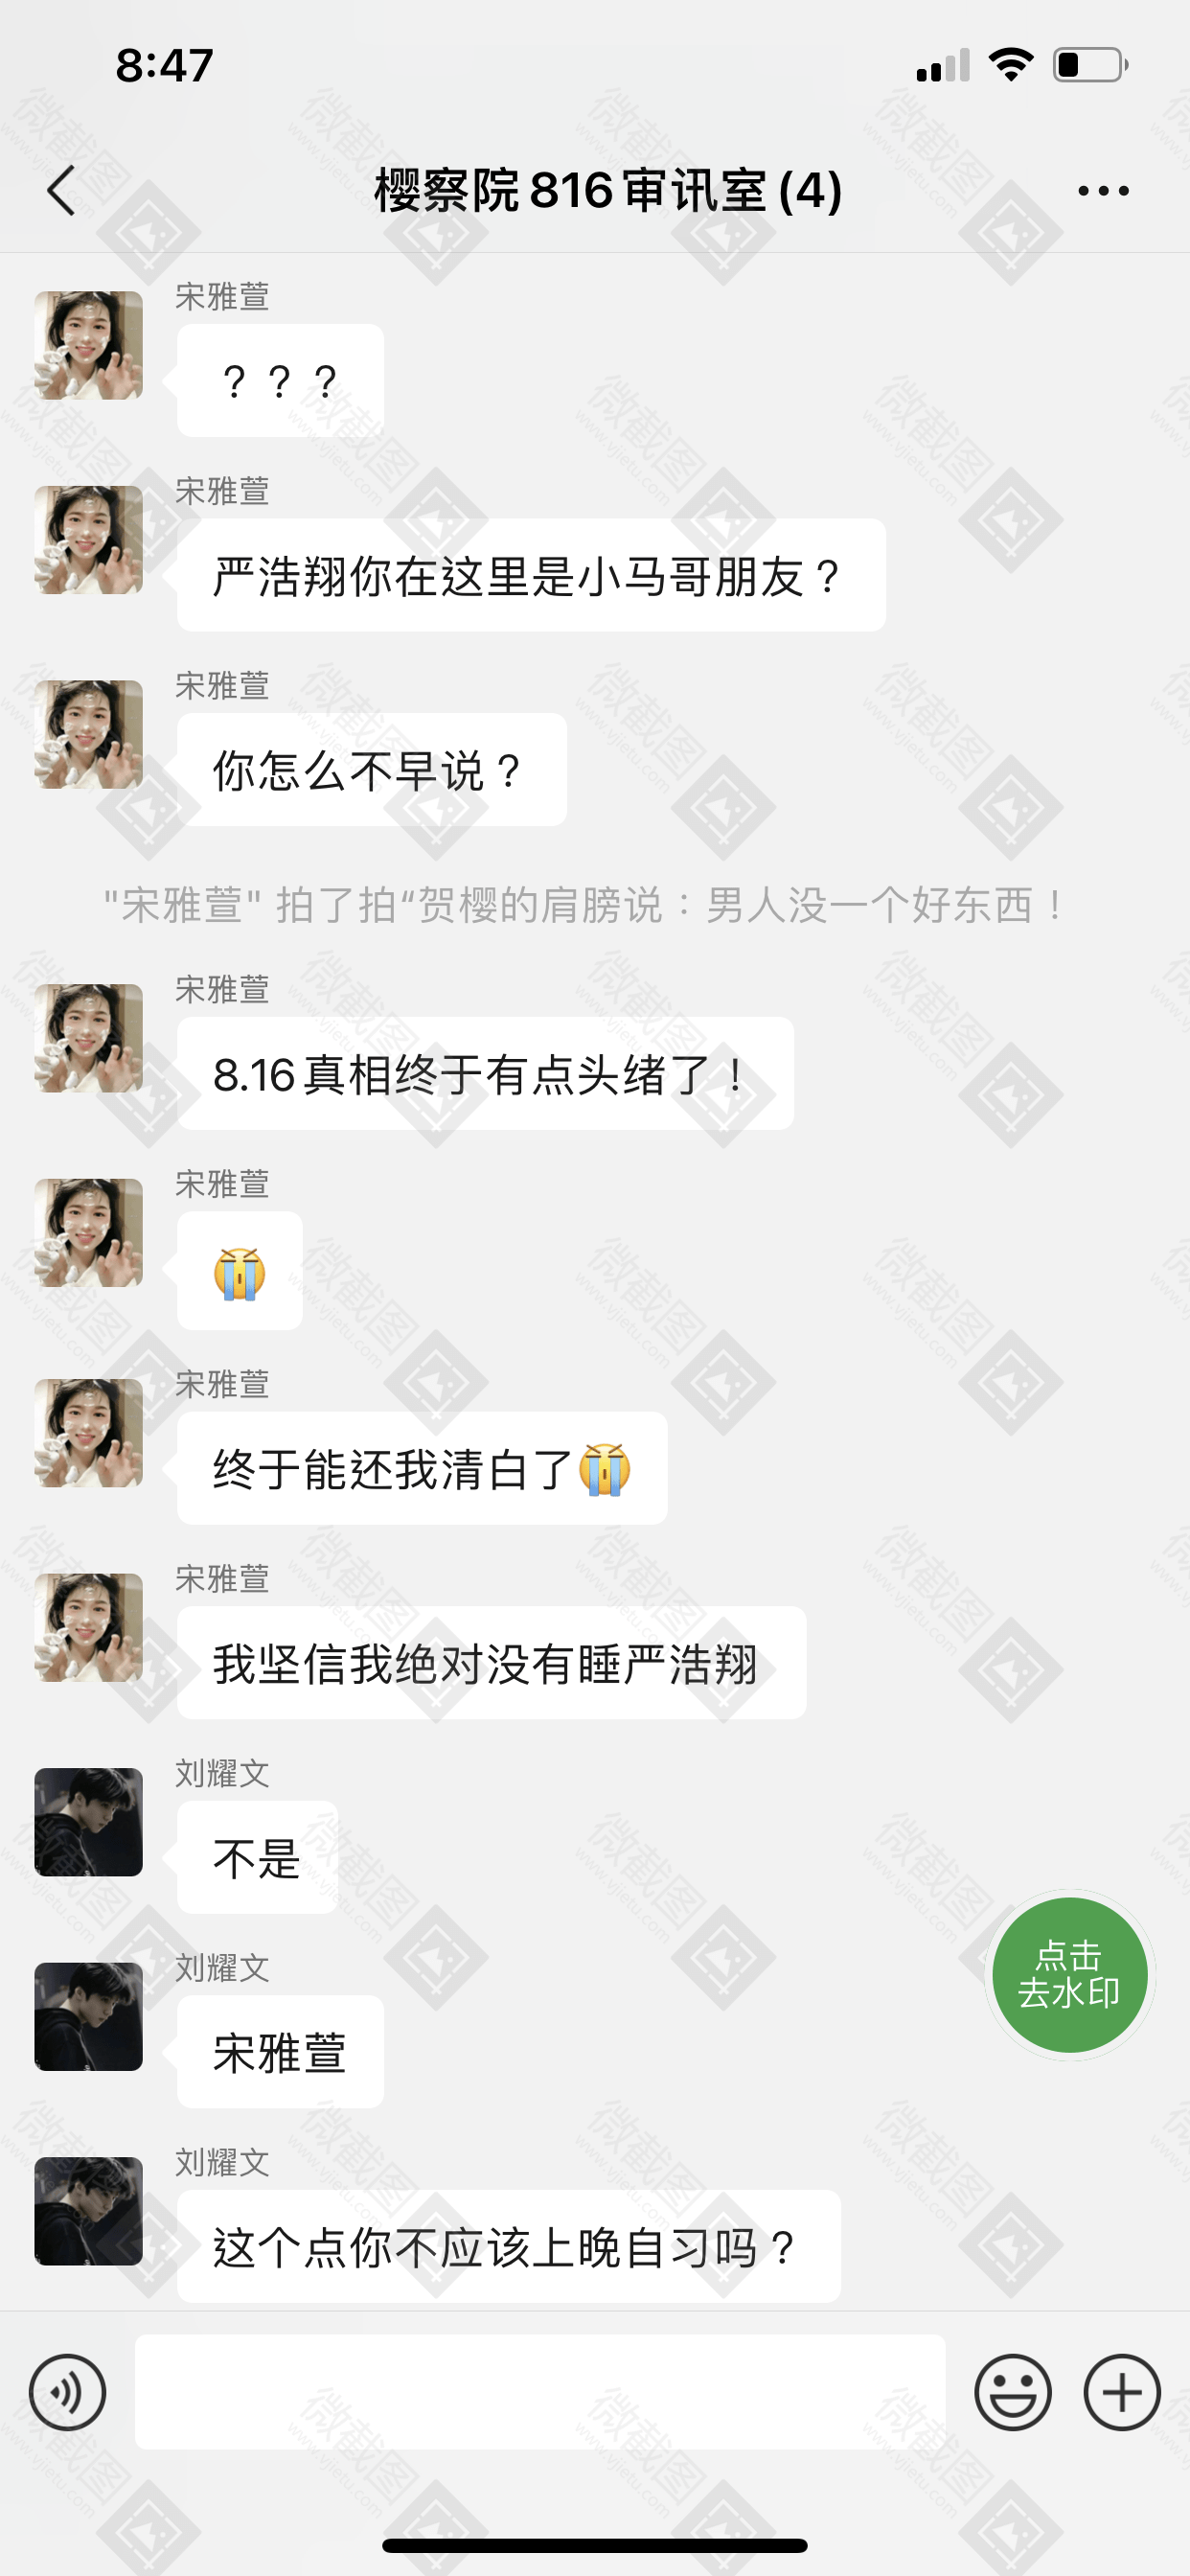 8:47
樱察院816审讯室(4)
宋雅萱
？？？
宋雅萱
严浩翔你在这里是小马哥朋友？
宋雅萱
你怎么不早说？
"宋雅萱" 拍了拍“贺樱的肩膀说：男人没一个好东西！
宋雅萱
8.16真相终于有点头绪了！
宋雅萱
😭
宋雅萱
终于能还我清白了😭
宋雅萱
我坚信我绝对没有睡严浩翔
刘耀文
不是
刘耀文
宋雅萱
点击
去水印
刘耀文
这个点你不应该上晚自习吗？
微截图
www.vjietu.com